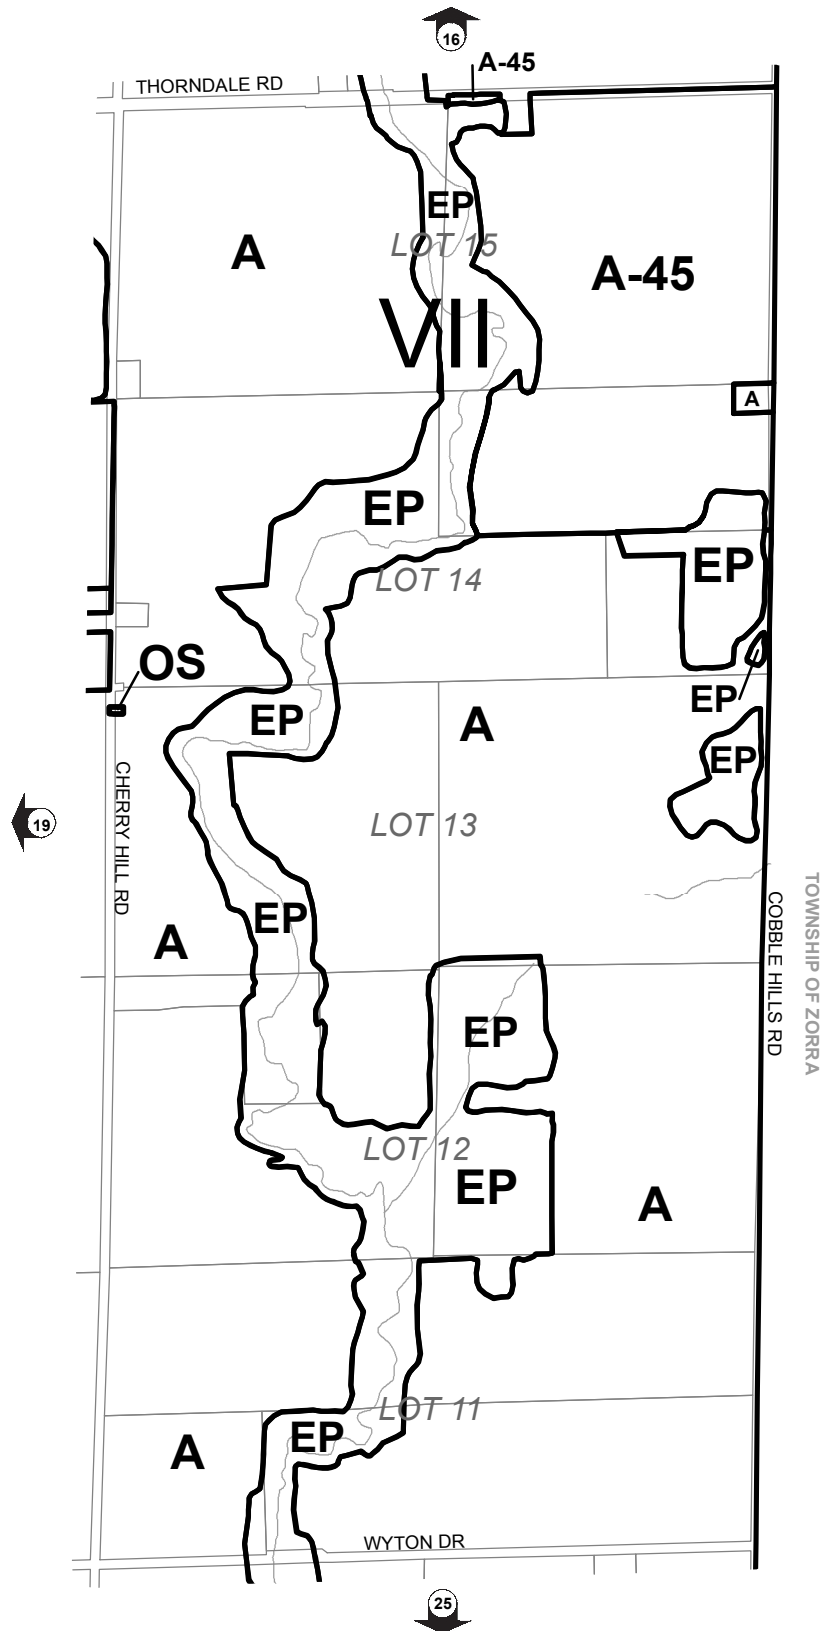 16
A-45
THORNDALE RD
EP
LOT 15
A
A-45
VII
A
EP
EP
LOT 14
OS
EP
EP
A
EP
LOT 13
19
CHERRY HILL RD
TOWNSHIP OF ZORRA
COBBLE HILLS RD
EP
A
EP
LOT 12
EP
A
LOT 11
EP
A
WYTON DR
25